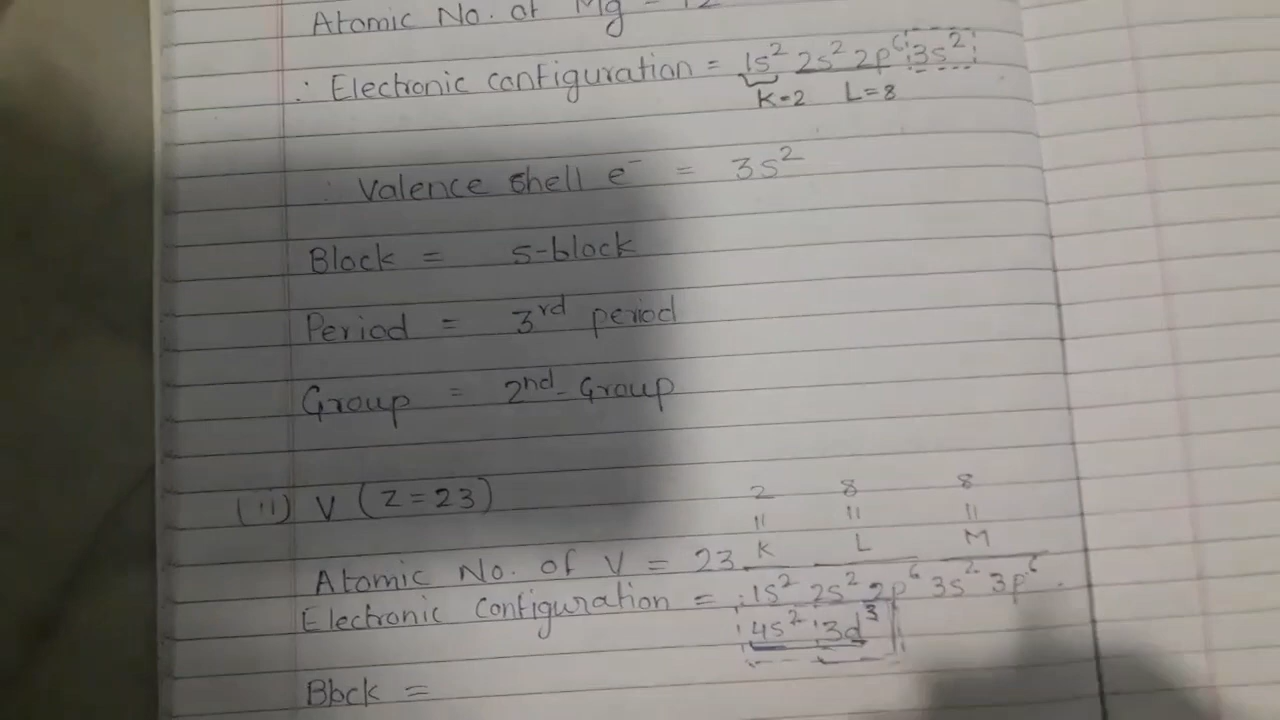 Atomic No. of Mg = 12
∴ Electronic configuration = 1s² 2s² 2p⁶ 3s²
K=2 L=8
∴ Valence shell e⁻ = 3s²
Block = s-block
Period = 3rd period
Group = 2nd Group
(ii) V (Z=23)
2 8 8
॥ ॥ ॥
K L M
Atomic No. of V = 23
Electronic Configuration = 1s² 2s² 2p⁶ 3s² 3p⁶
4s² 3d³
Block =